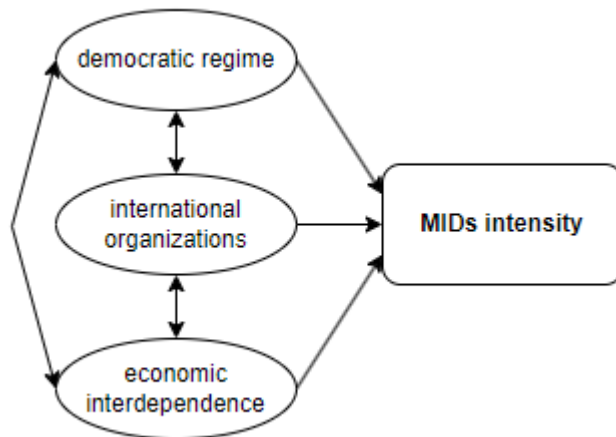 democratic regime
international
organizations
MIDs intensity
economic
interdependence